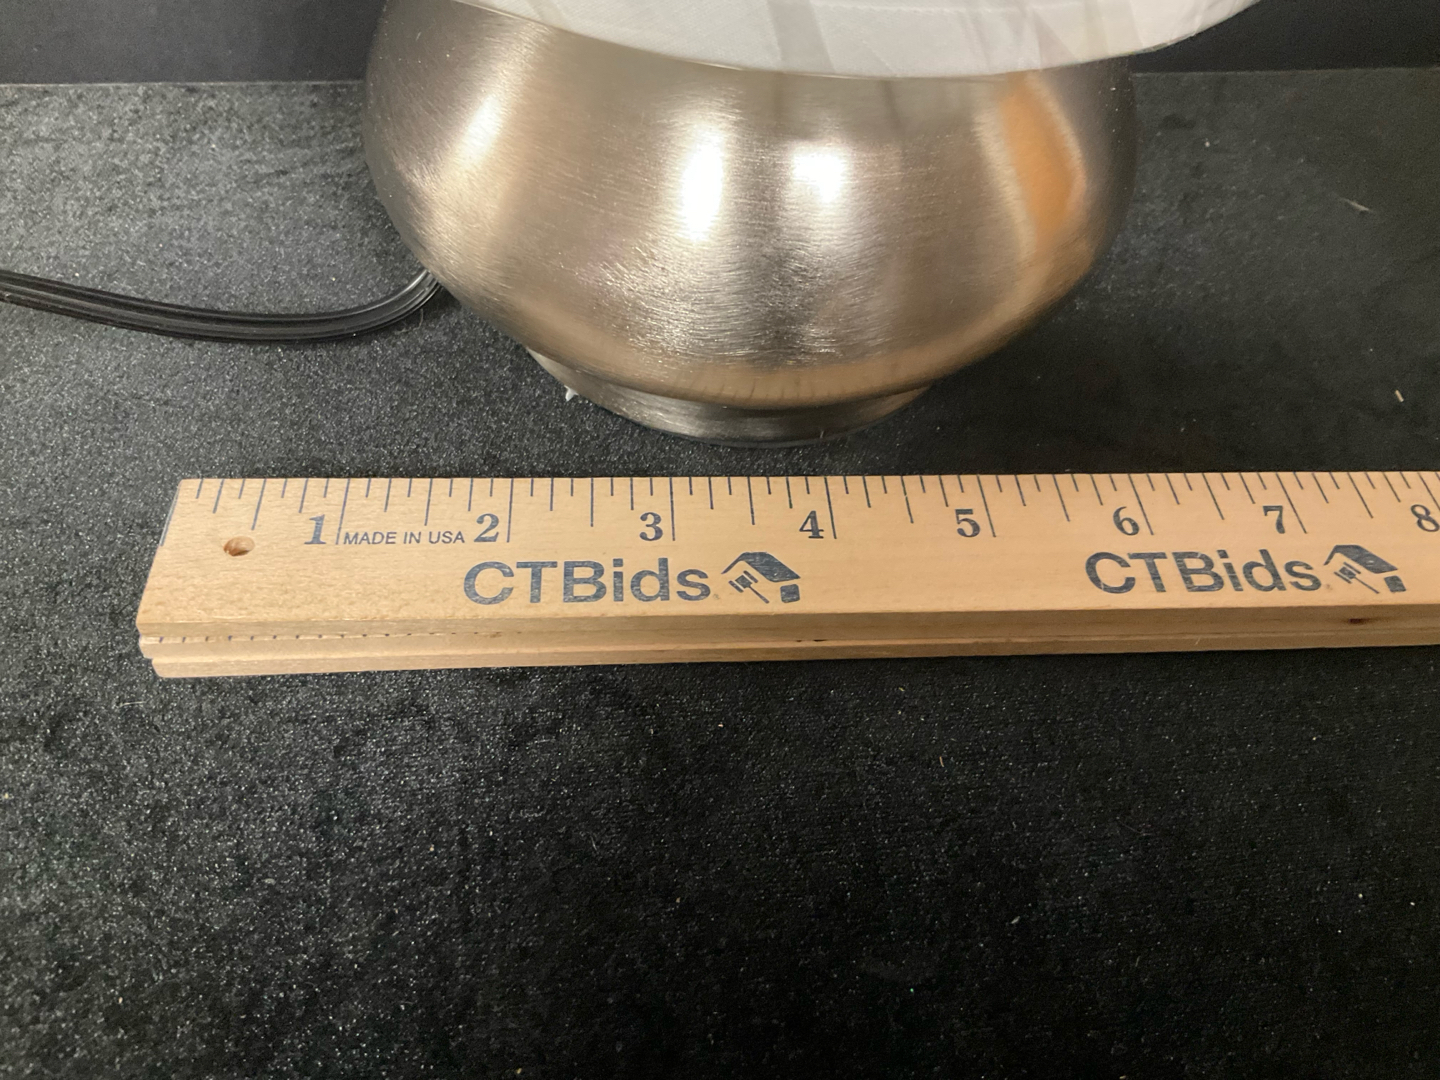 1 MADE IN USA 2 3 4 5 6 7 8
CTBids CTBids